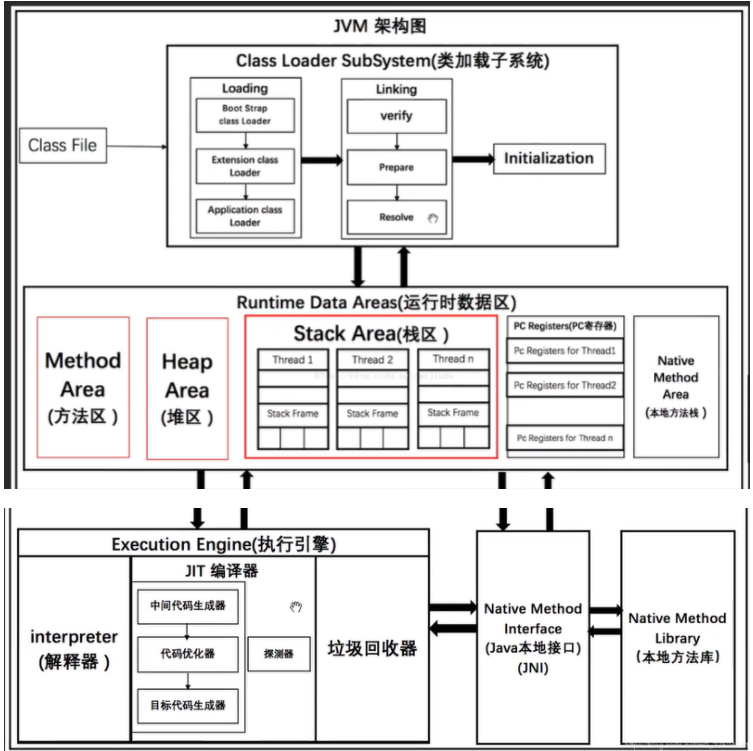 JVM 架构图
Class Loader SubSystem(类加载子系统)
Loading
Boot Strap
class Loader
Extension class
Loader
Application class
Loader
Linking
verify
Prepare
Resolve
Initialization
Class File
Runtime Data Areas(运行时数据区)
Method
Area
(方法区)
Heap
Area
(堆区)
Stack Area(栈区)
Thread 1
Stack Frame
Thread 2
Stack Frame
Thread n
Stack Frame
PC Registers(PC寄存器)
Pc Registers for Thread1
Pc Registers for Thread2
Pc Registers for Thread n
Native
Method
Area
(本地方法栈)
Execution Engine(执行引擎)
interpreter
(解释器)
JIT 编译器
中间代码生成器
代码优化器
目标代码生成器
探测器
垃圾回收器
Native Method
Interface
(Java本地接口)
(JNI)
Native Method
Library
(本地方法库)